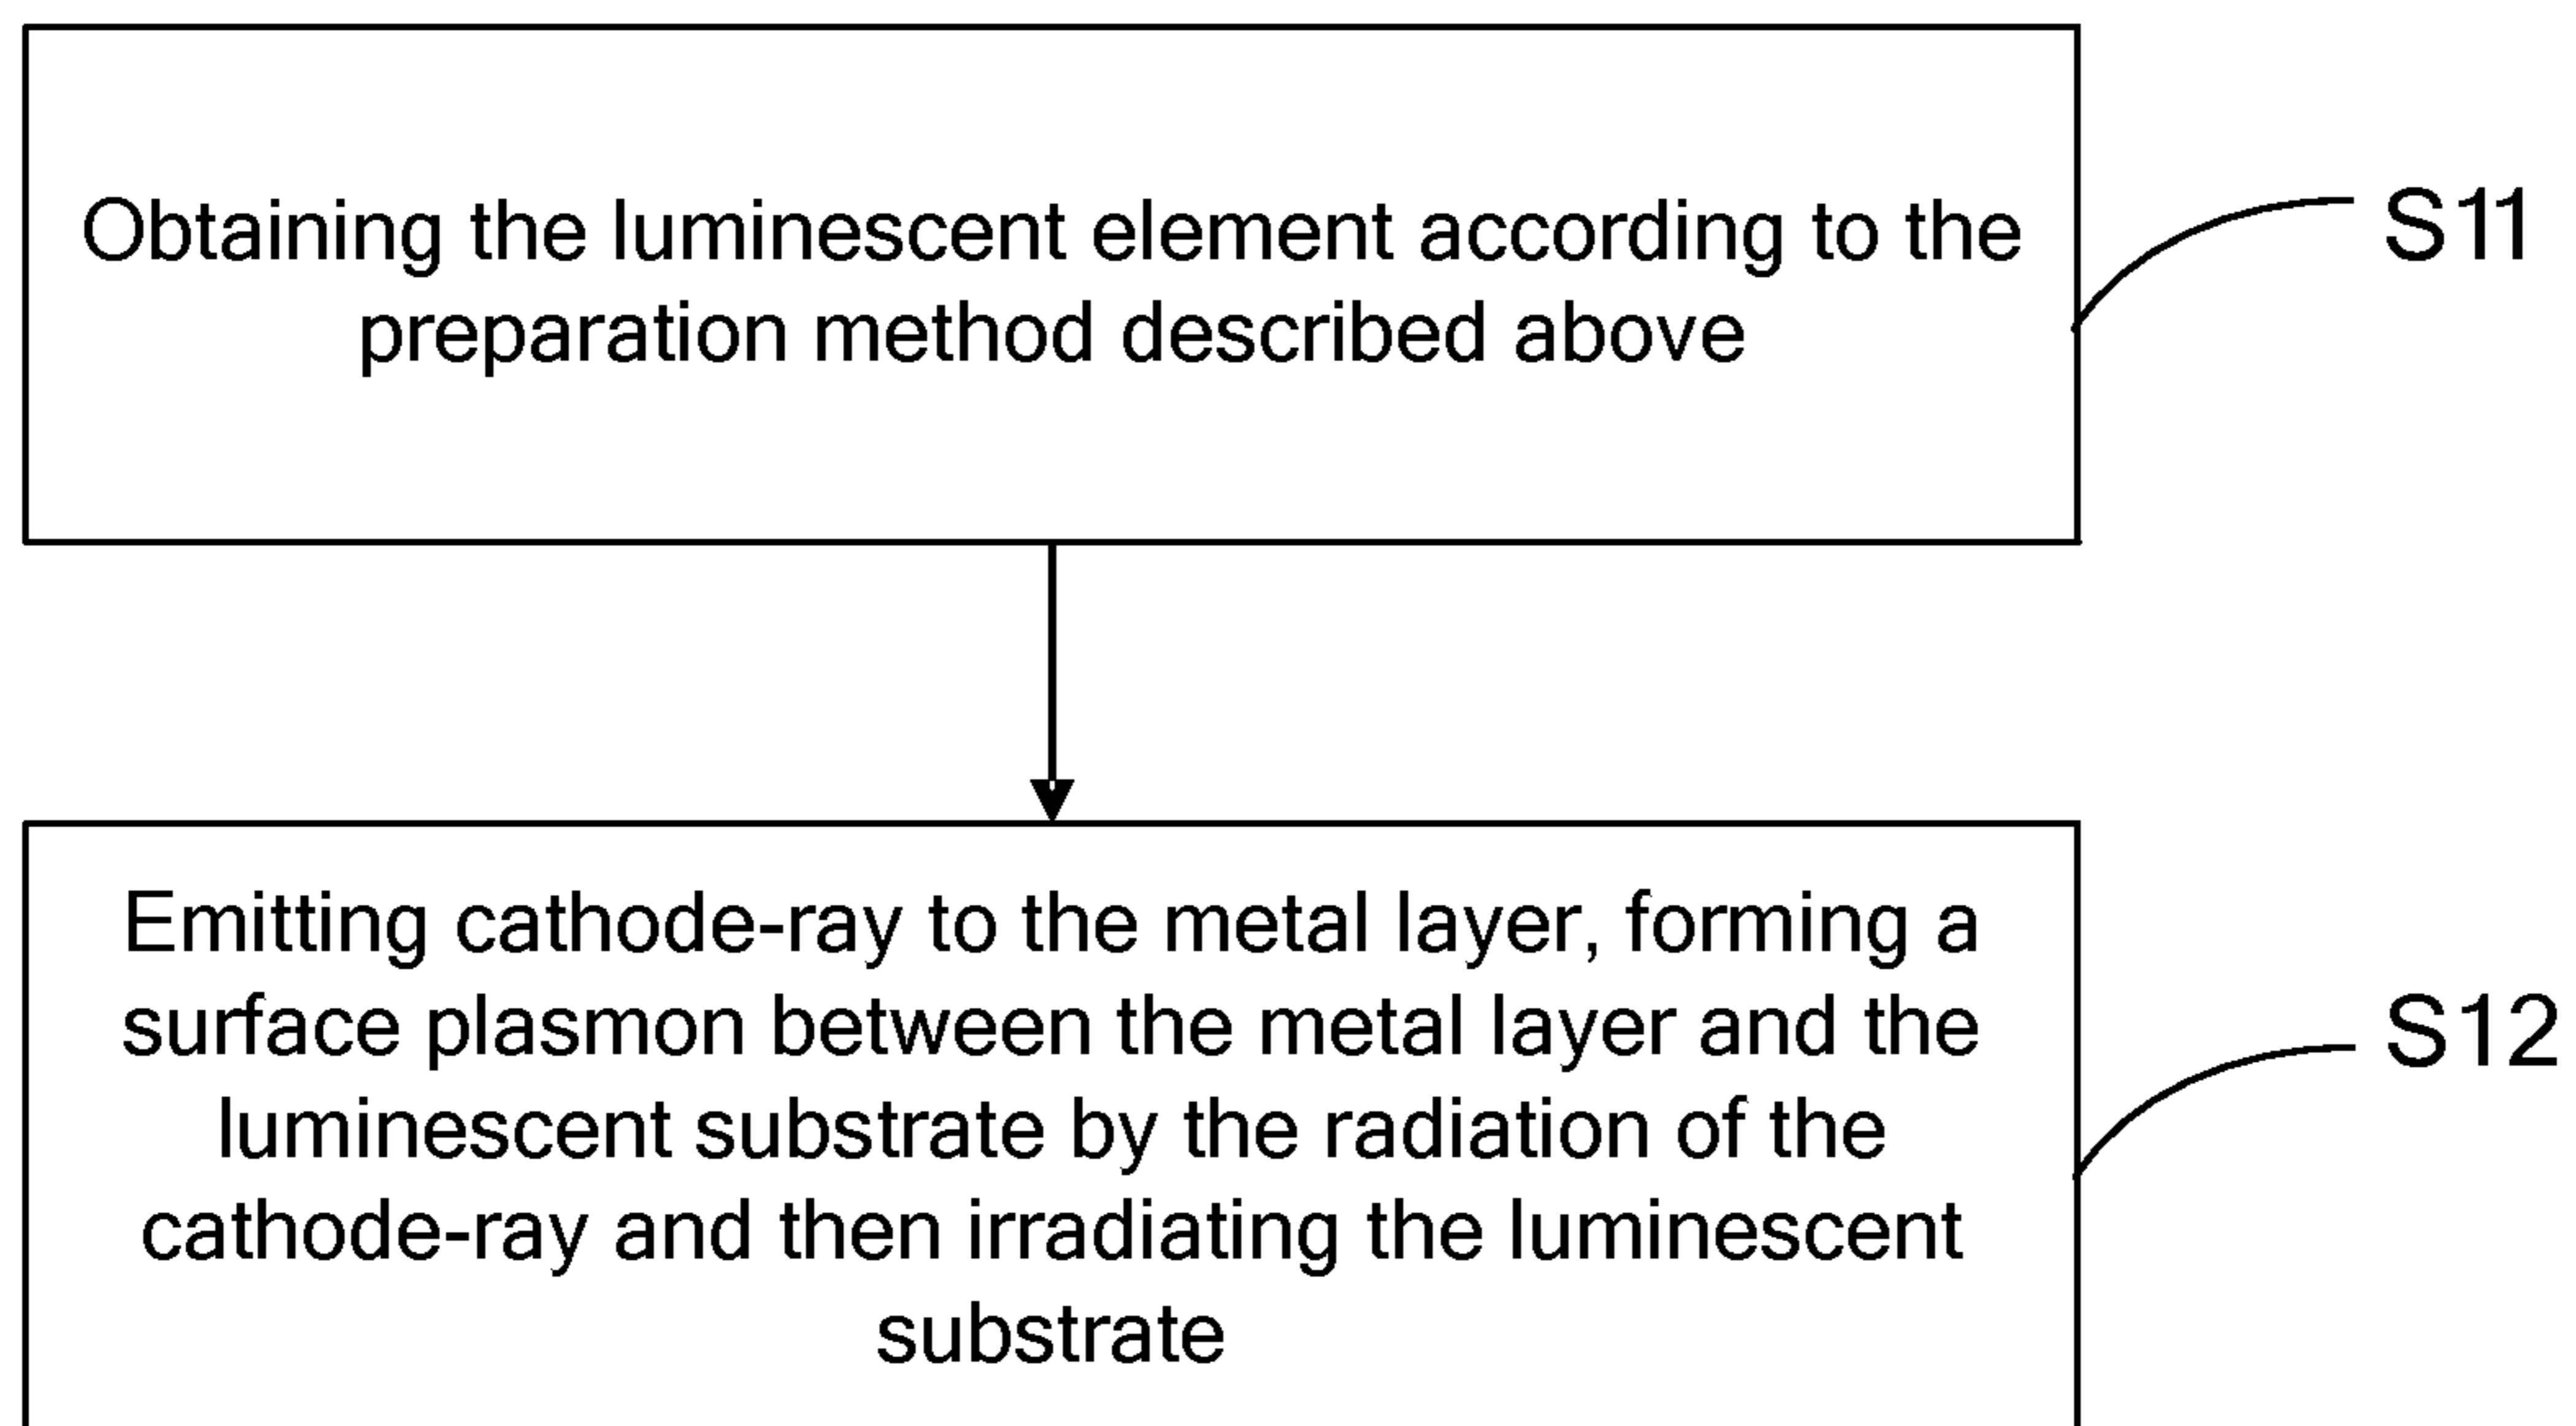 Obtaining the luminescent element according to the
preparation method described above
S11
Emitting cathode-ray to the metal layer, forming a
surface plasmon between the metal layer and the
luminescent substrate by the radiation of the
cathode-ray and then irradiating the luminescent
substrate
S12